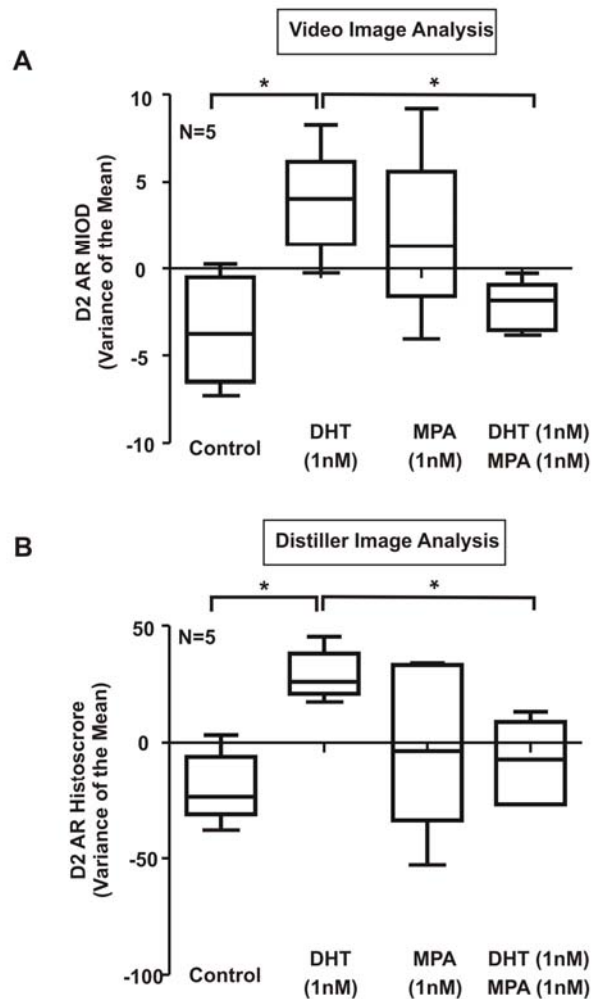 Video Image Analysis
A
*
*
10
5
0
-5
-10
N=5
D2 AR MIOD
(Variance of the Mean)
Control
DHT
(1nM)
MPA
(1nM)
DHT (1nM)
MPA (1nM)
Distiller Image Analysis
B
*
*
50
0
-50
-100
N=5
D2 AR Histoscrore
(Variance of the Mean)
Control
DHT
(1nM)
MPA
(1nM)
DHT (1nM)
MPA (1nM)